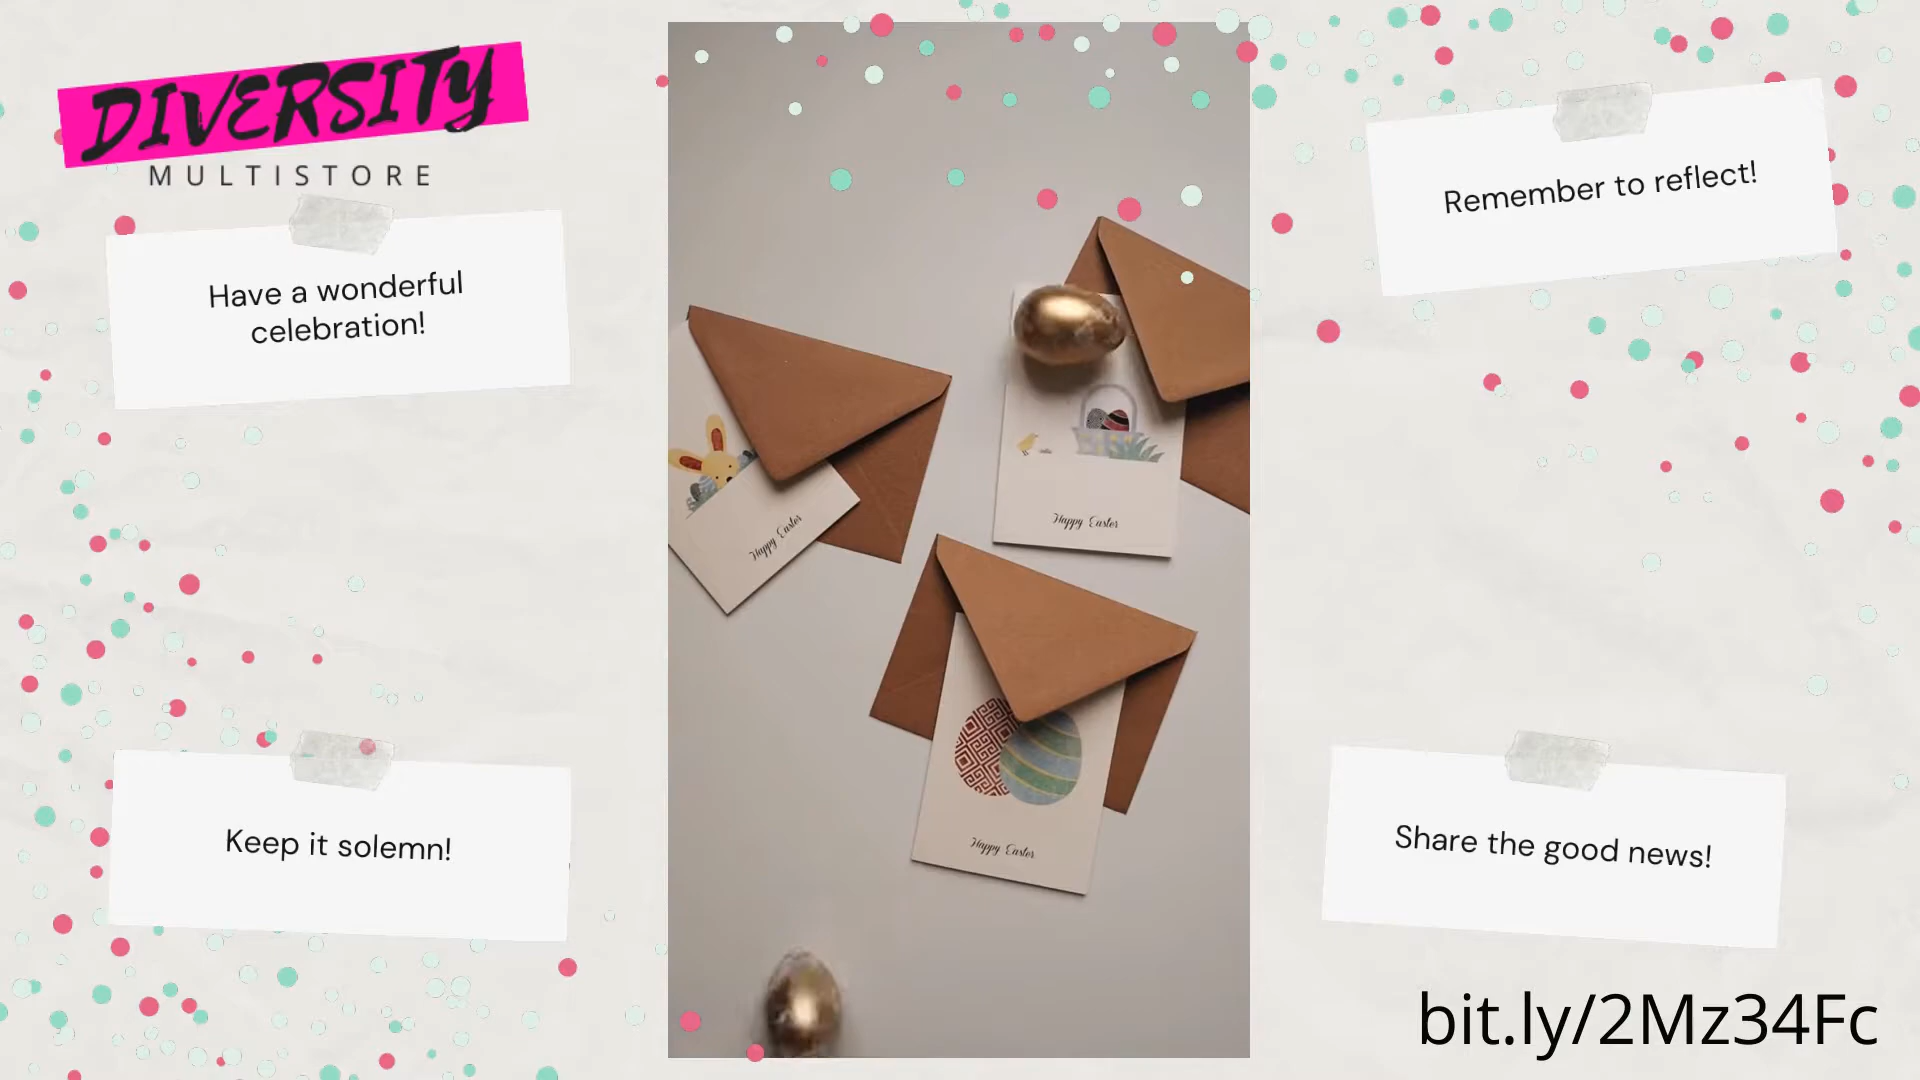 DIVERSITY
MULTISTORE
Have a wonderful
celebration!
Remember to reflect!
Happy Easter
Happy Easter
Happy Easter
Keep it solemn!
Share the good news!
bit.ly/2Mz34Fc